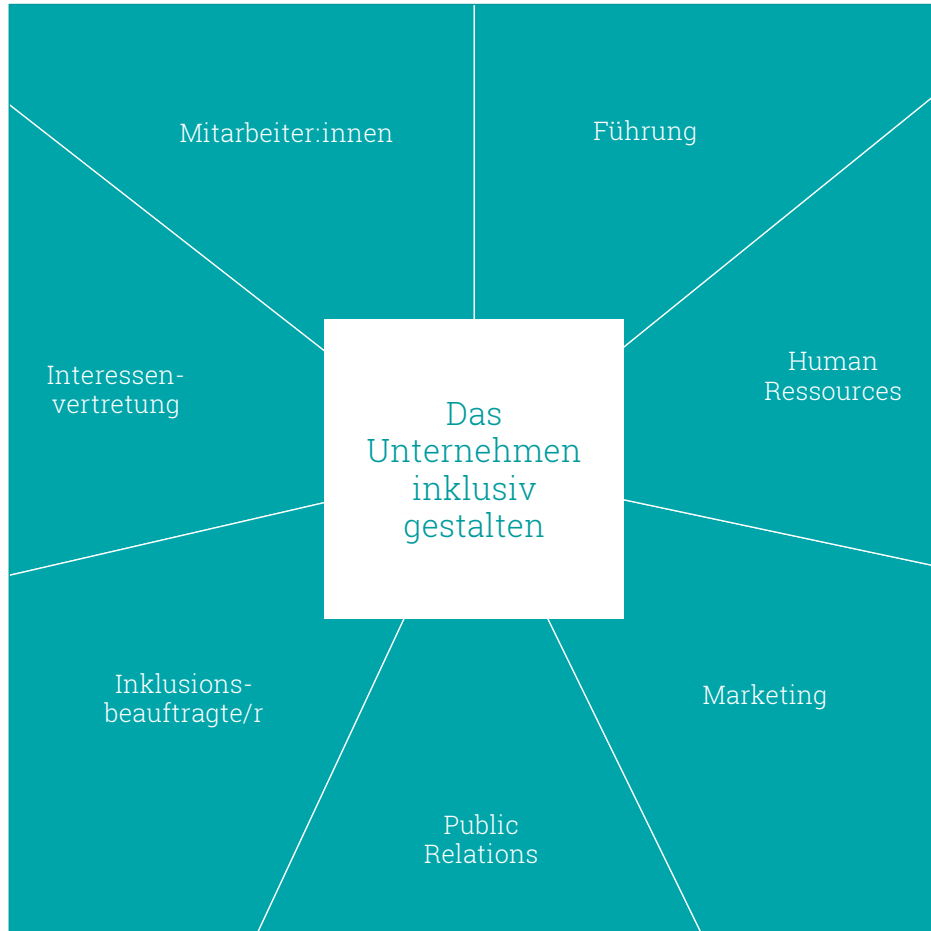 Mitarbeiter:innen
Führung
Interessen-
vertretung
Human
Ressources
Das
Unternehmen
inklusiv
gestalten
Inklusions-
beauftragte/r
Marketing
Public
Relations